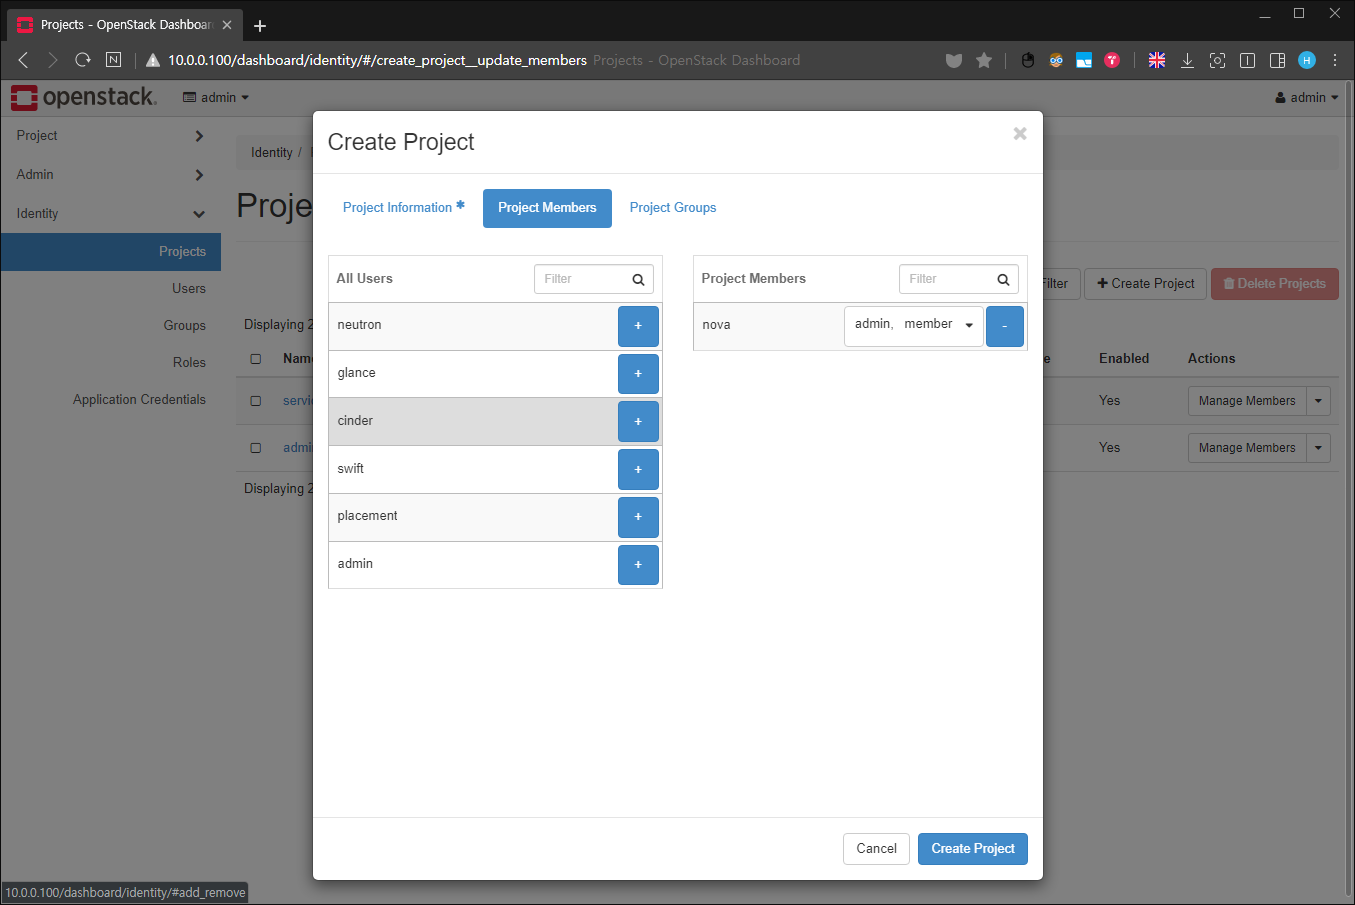 Projects - OpenStack Dashboar
10.0.0.100/dashboard/identity/#/create_project__update_members Projects - OpenStack Dashboard
openstack. admin admin
Project
Admin
Identity
Projects
Users
Groups
Roles
Application Credentials
Identity /
Proje
Filter + Create Project Delete Projects
Displaying 2
Name Enabled Actions
servi Yes Manage Members
admi Yes Manage Members
Displaying 2
Create Project ×
Project Information * Project Members Project Groups
All Users Filter
neutron +
glance +
cinder +
swift +
placement +
admin +
Project Members Filter
nova admin, member -
Cancel Create Project
10.0.0.100/dashboard/identity/#add_remove